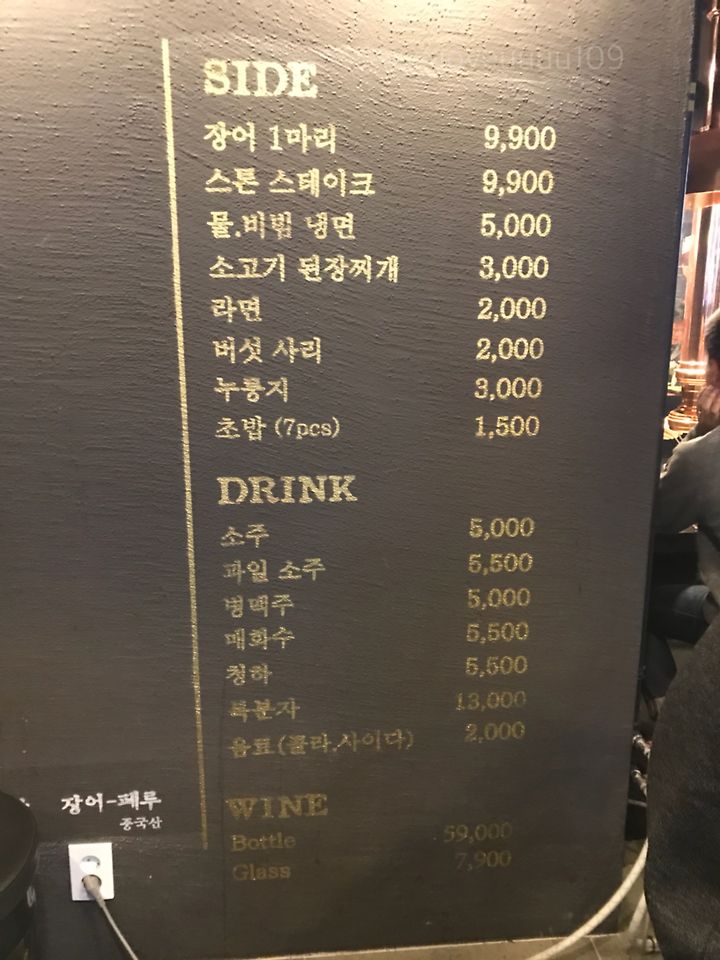 SIDE
장어 1마리 9,900
스톤 스테이크 9,900
물.비빔 냉면 5,000
소고기 된장찌개 3,000
라면 2,000
버섯 사리 2,000
누룽지 3,000
초밥 (7pcs) 1,500
DRINK
소주 5,000
과일 소주 5,500
병맥주 5,000
매화수 5,500
청하 5,500
복분자 13,000
음료(콜라,사이다) 2,000
장어-페루
중국산
WINE
Bottle 59,000
Glass 7,900